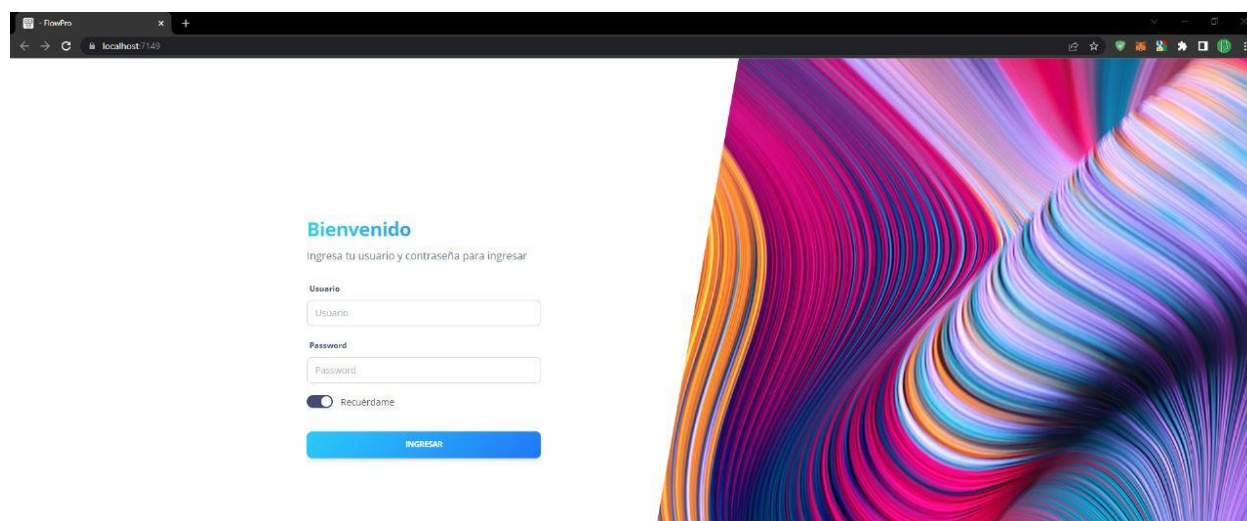 - FlowPro
localhost:7149
Bienvenido
Ingresa tu usuario y contraseña para ingresar
Usuario
Usuario
Password
Password
Recuérdame
INGRESAR